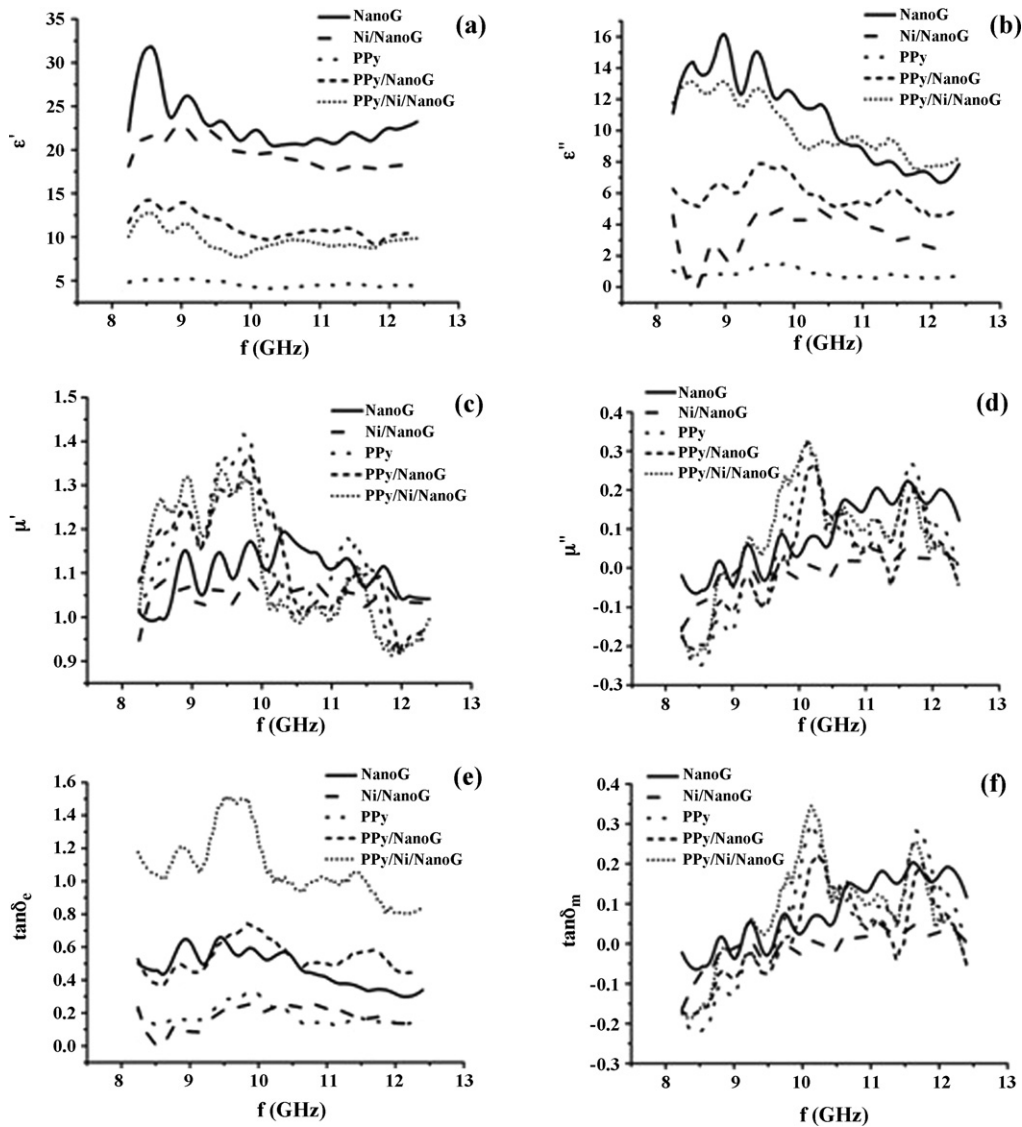 (a)
NanoG
Ni/NanoG
PPy
PPy/NanoG
PPy/Ni/NanoG
35
30
25
20
15
10
5
ε'
8 9 10 11 12 13
f (GHz)
(b)
NanoG
Ni/NanoG
PPy
PPy/NanoG
PPy/Ni/NanoG
16
14
12
10
8
6
4
2
0
ε"
8 9 10 11 12 13
f (GHz)
(c)
NanoG
Ni/NanoG
PPy
PPy/NanoG
PPy/Ni/NanoG
1.5
1.4
1.3
1.2
1.1
1.0
0.9
μ'
8 9 10 11 12 13
f (GHz)
(d)
NanoG
Ni/NanoG
PPy
PPy/NanoG
PPy/Ni/NanoG
0.4
0.3
0.2
0.1
0.0
-0.1
-0.2
-0.3
μ"
8 9 10 11 12 13
f (GHz)
(e)
NanoG
Ni/NanoG
PPy
PPy/NanoG
PPy/Ni/NanoG
1.6
1.4
1.2
1.0
0.8
0.6
0.4
0.2
0.0
tanδe
8 9 10 11 12 13
f (GHz)
(f)
NanoG
Ni/NanoG
PPy
PPy/NanoG
PPy/Ni/NanoG
0.4
0.3
0.2
0.1
0.0
-0.1
-0.2
-0.3
tanδm
8 9 10 11 12 13
f (GHz)